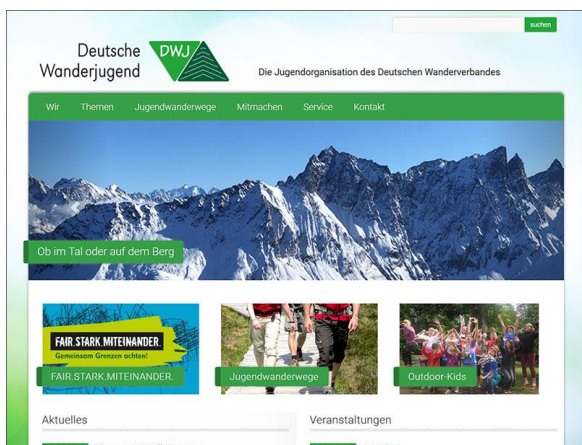 suchen
Deutsche
Wanderjugend
DWJ
Die Jugendorganisation des Deutschen Wanderverbandes
Wir Themen Jugendwanderwege Mitmachen Service Kontakt
Ob im Tal oder auf dem Berg
FAIR.STARK.MITEINANDER.
Gemeinsam Grenzen achten!
FAIR.STARK.MITEINANDER.
Jugendwanderwege
Outdoor-Kids
Aktuelles
Veranstaltungen